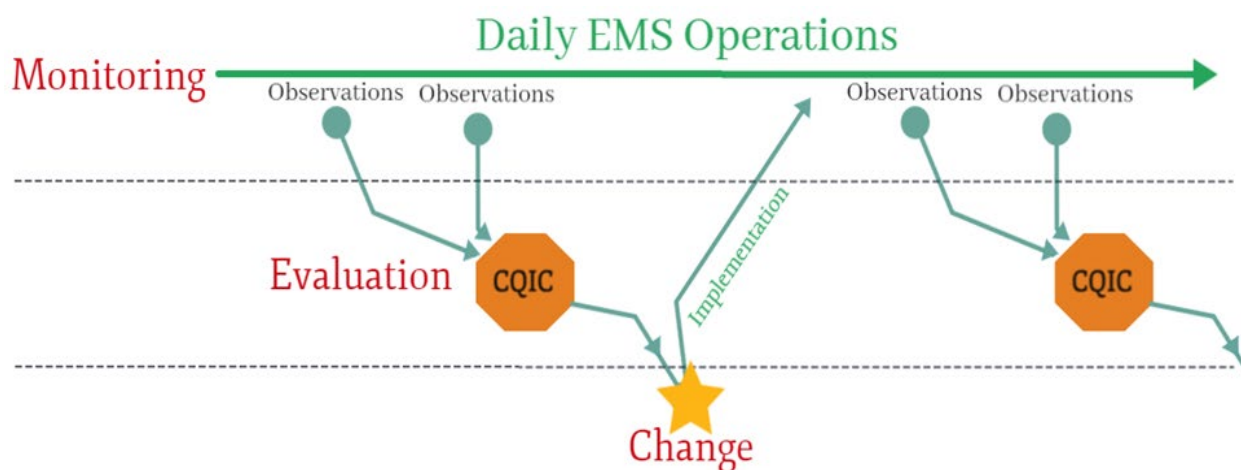 Daily EMS Operations
Monitoring
Observations Observations
Observations Observations
Implementation
Evaluation
CQIC
CQIC
Change